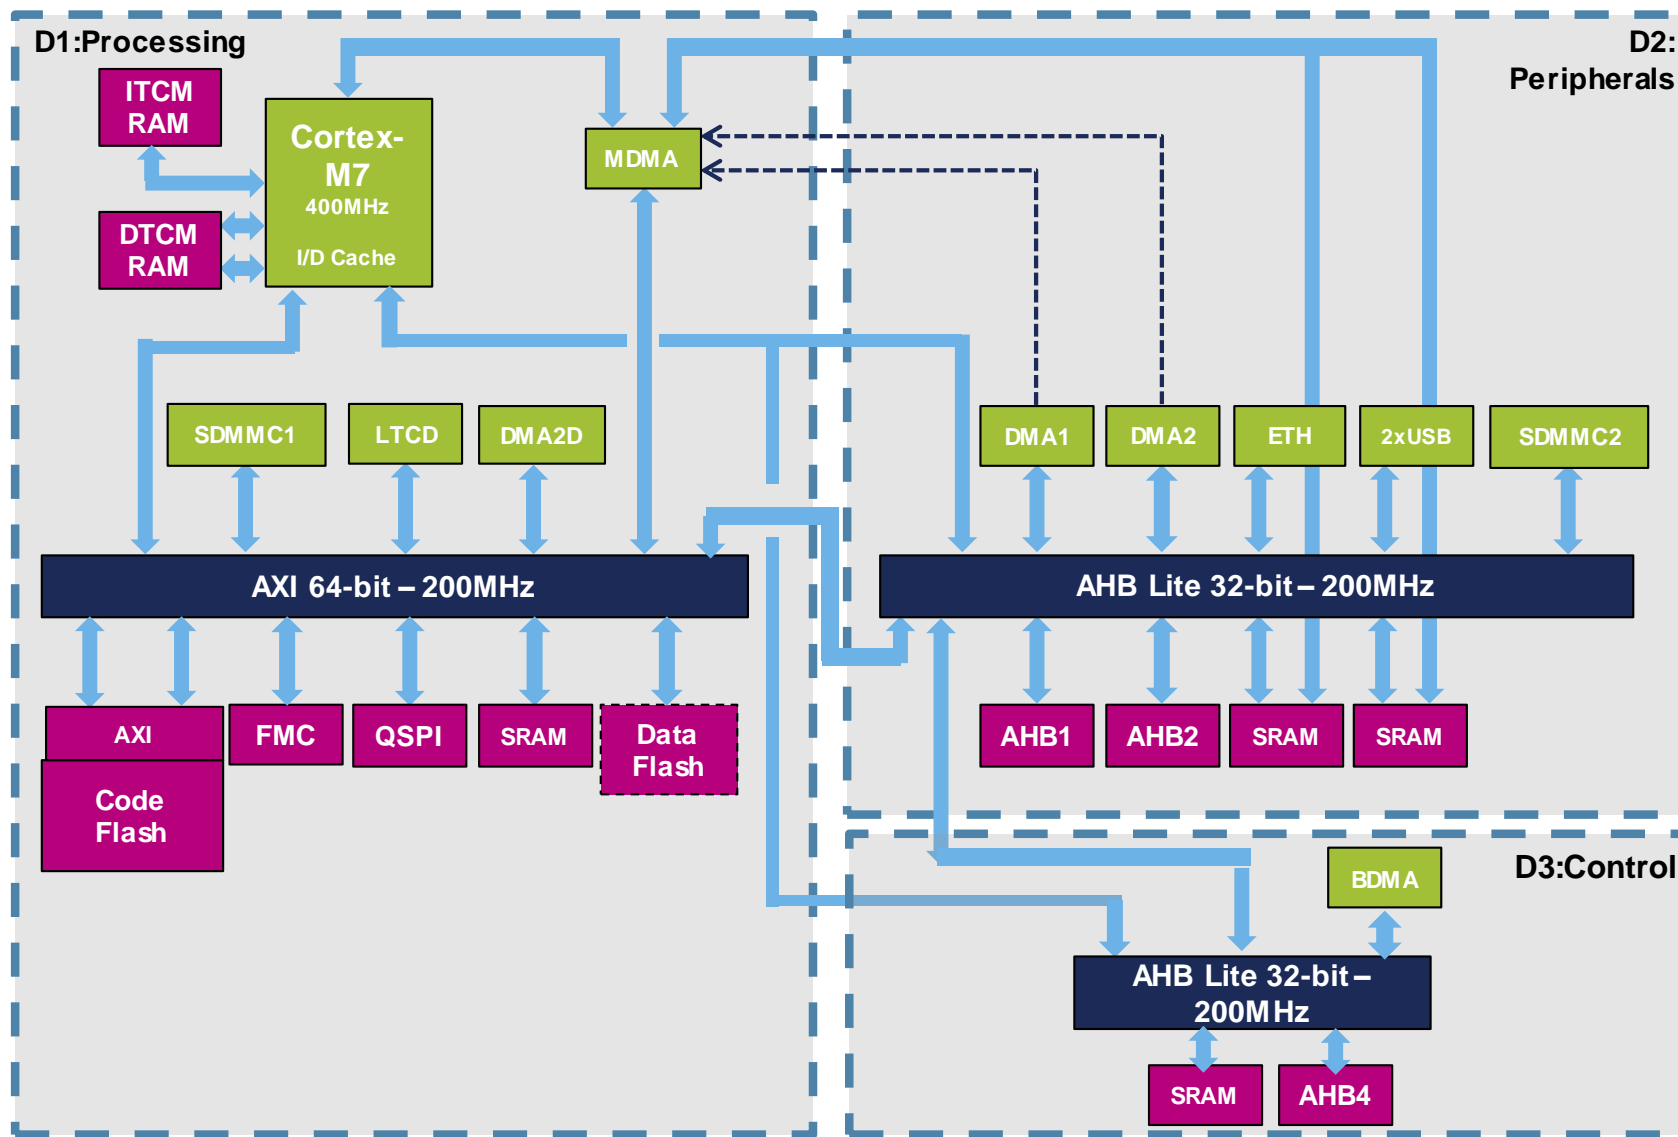 D1:Processing
D2:
Peripherals
ITCM
RAM
Cortex-
M7
400MHz
I/D Cache
MDMA
DTCM
RAM
SDMMC1
LTCD
DMA2D
DMA1
DMA2
ETH
2xUSB
SDMMC2
AXI 64-bit – 200MHz
AHB Lite 32-bit – 200MHz
AXI
FMC
QSPI
SRAM
Data
Flash
AHB1
AHB2
SRAM
SRAM
Code
Flash
D3:Control
BDMA
AHB Lite 32-bit –
200MHz
SRAM
AHB4